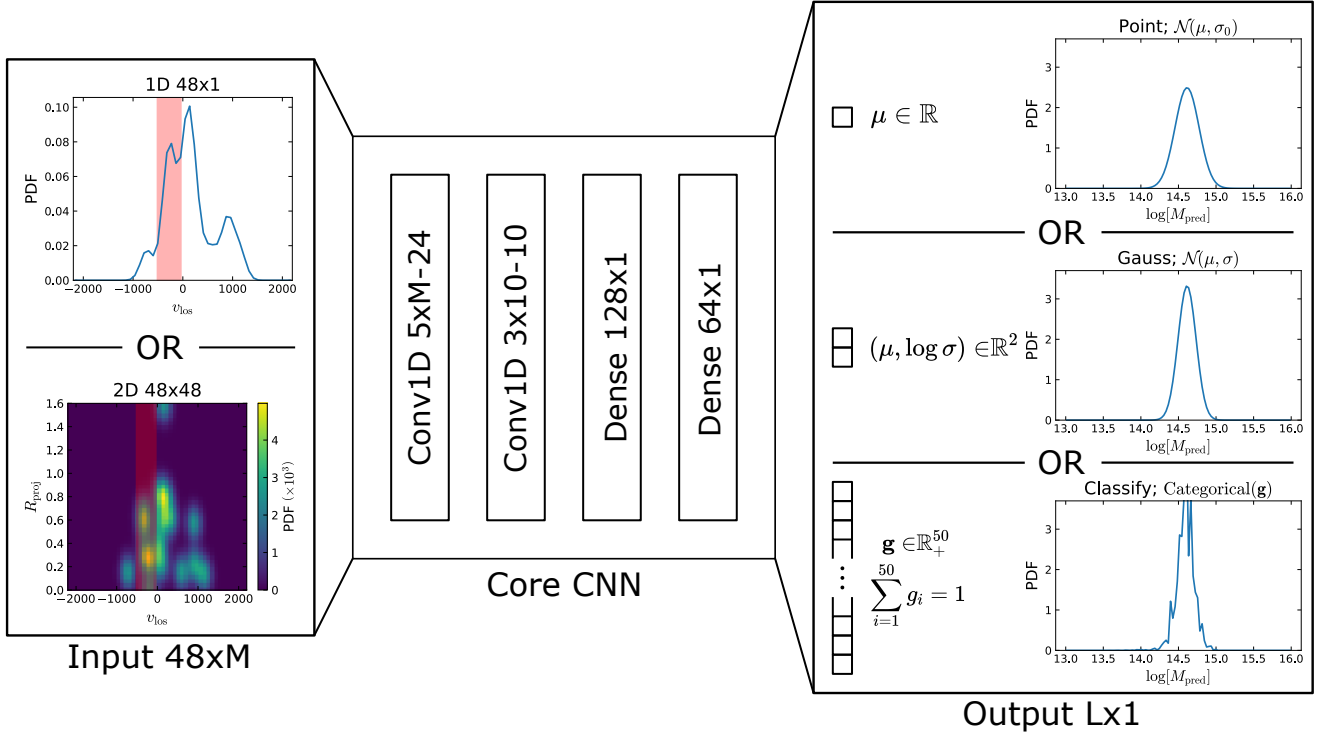 1D 48x1
PDF
0.10
0.08
0.06
0.04
0.02
0.00
−2000 −1000 0 1000 2000
v_los
OR
2D 48x48
R_proj
1.6
1.4
1.2
1.0
0.8
0.6
0.4
0.2
0.0
−2000 −1000 0 1000 2000
v_los
4
3
2
1
0
PDF (×10³)
Input 48xM
Conv1D 5xM-24
Conv1D 3x10-10
Dense 128x1
Dense 64x1
Core CNN
μ ∈ ℝ
Point; 𝒩(μ, σ₀)
PDF
3
2
1
0
13.0 13.5 14.0 14.5 15.0 15.5 16.0
log[M_pred]
OR
(μ, log σ) ∈ℝ²
Gauss; 𝒩(μ, σ)
PDF
3
2
1
0
13.0 13.5 14.0 14.5 15.0 15.5 16.0
log[M_pred]
OR
g ∈ℝ₊⁵⁰
50
∑ gᵢ = 1
i=1
Classify; Categorical(g)
PDF
3
2
1
0
13.0 13.5 14.0 14.5 15.0 15.5 16.0
log[M_pred]
Output Lx1